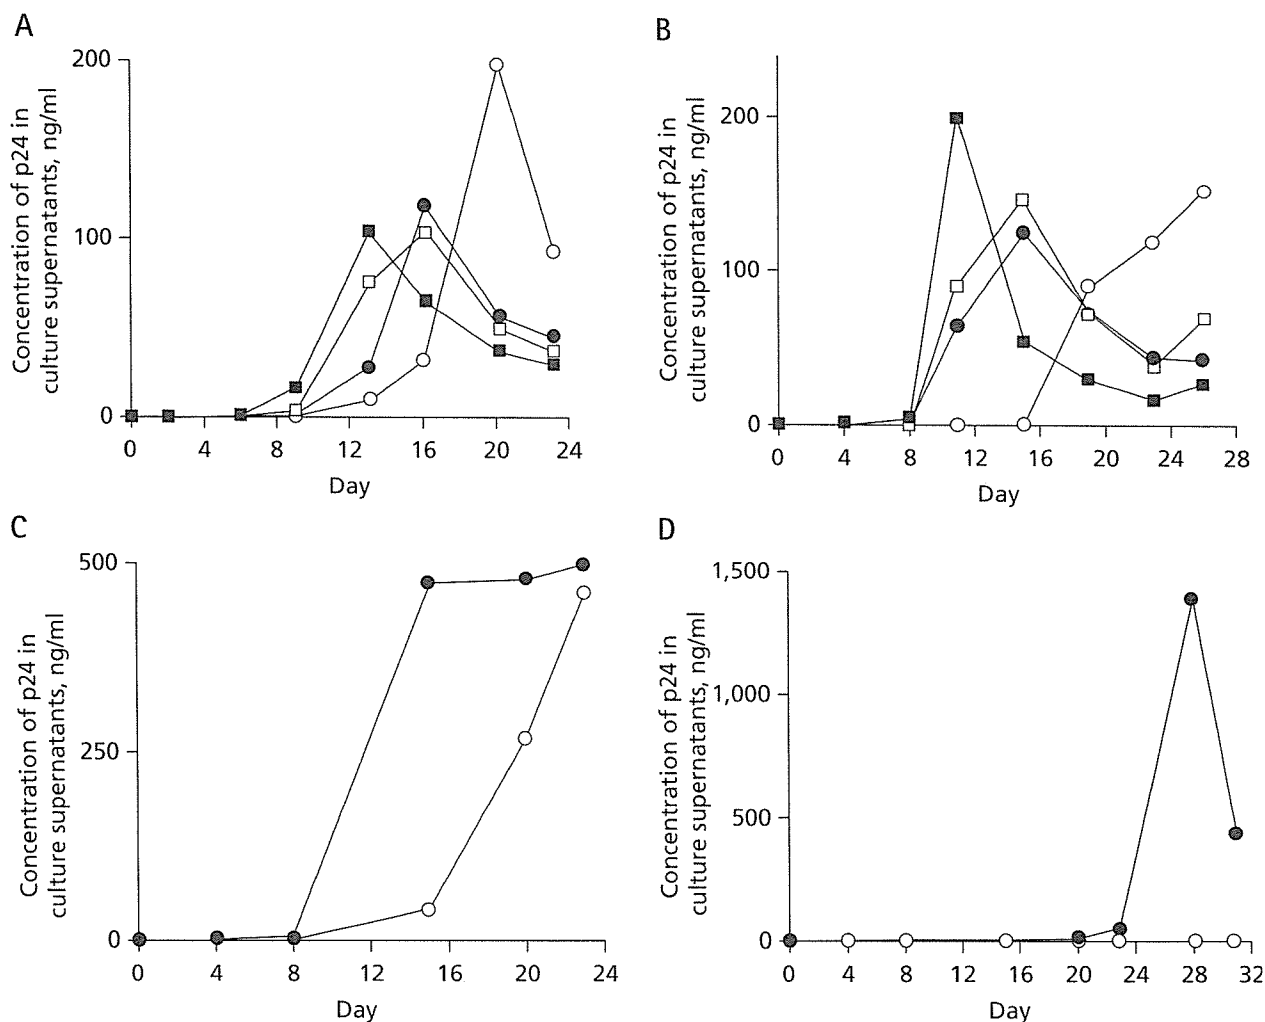 A
Concentration of p24 in
culture supernatants, ng/ml
200
100
0
0 4 8 12 16 20 24
Day
B
Concentration of p24 in
culture supernatants, ng/ml
200
100
0
0 4 8 12 16 20 24 28
Day
C
Concentration of p24 in
culture supernatants, ng/ml
500
250
0
0 4 8 12 16 20 24
Day
D
Concentration of p24 in
culture supernatants, ng/ml
1,500
1,000
500
0
0 4 8 12 16 20 24 28 32
Day